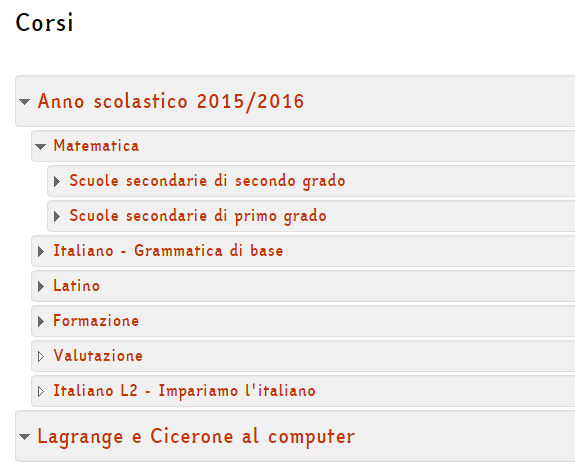 Corsi
Anno scolastico 2015/2016
Matematica
Scuole secondarie di secondo grado
Scuole secondarie di primo grado
Italiano - Grammatica di base
Latino
Formazione
Valutazione
Italiano L2 - Impariamo l'italiano
Lagrange e Cicerone al computer